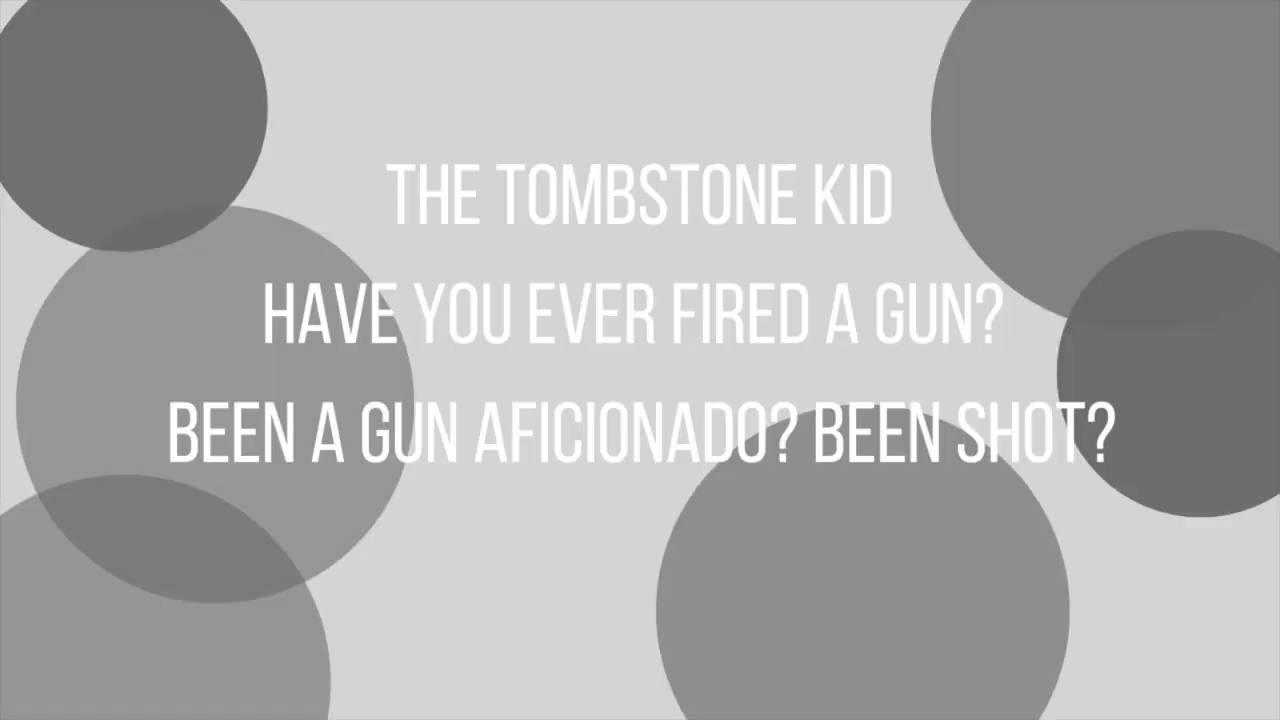 THE TOMBSTONE KID
HAVE YOU EVER FIRED A GUN?
BEEN A GUN AFICIONADO? BEEN SHOT?